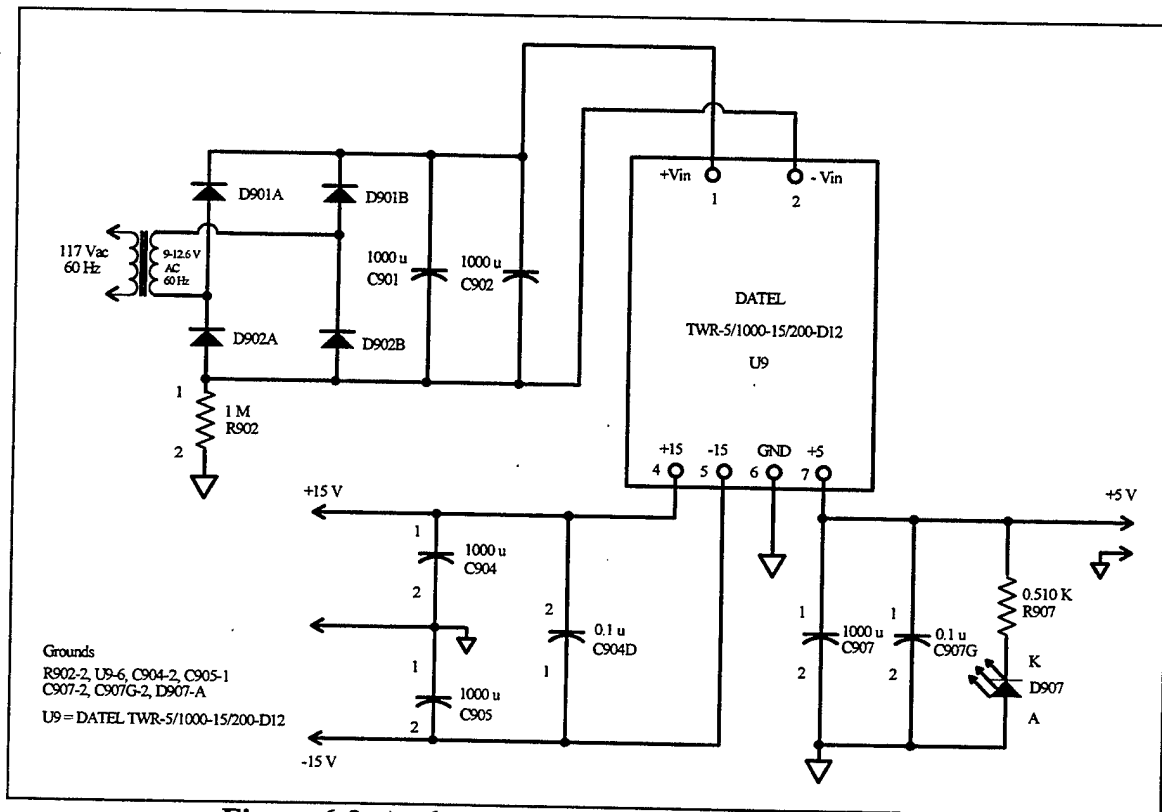 +Vin
- Vin
1
2
D901A
D901B
117 Vac
60 Hz
9-12.6 V
AC
60 Hz
1000 u
C901
1000 u
C902
DATEL
TWR-5/1000-15/200-D12
U9
D902A
D902B
1
1 M
R902
2
+15
-15
GND
+5
4
5
6
7
+15 V
+5 V
1
1000 u
C904
2
2
0.1 u
C904D
1
1
1000 u
C905
2
-15 V
1
1000 u
C907
2
1
0.1 u
C907G
2
0.510 K
R907
K
D907
A
Grounds
R902-2, U9-6, C904-2, C905-1
C907-2, C907G-2, D907-A
U9 = DATEL TWR-5/1000-15/200-D12